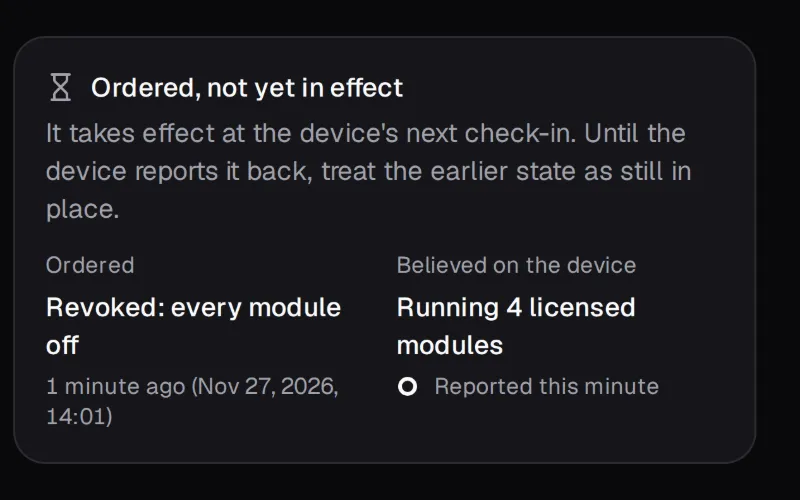 Ordered, not yet in effect
It takes effect at the device's next check-in. Until the
device reports it back, treat the earlier state as still in
place.
Ordered
Revoked: every module
off
1 minute ago (Nov 27, 2026,
14:01)
Believed on the device
Running 4 licensed
modules
Reported this minute